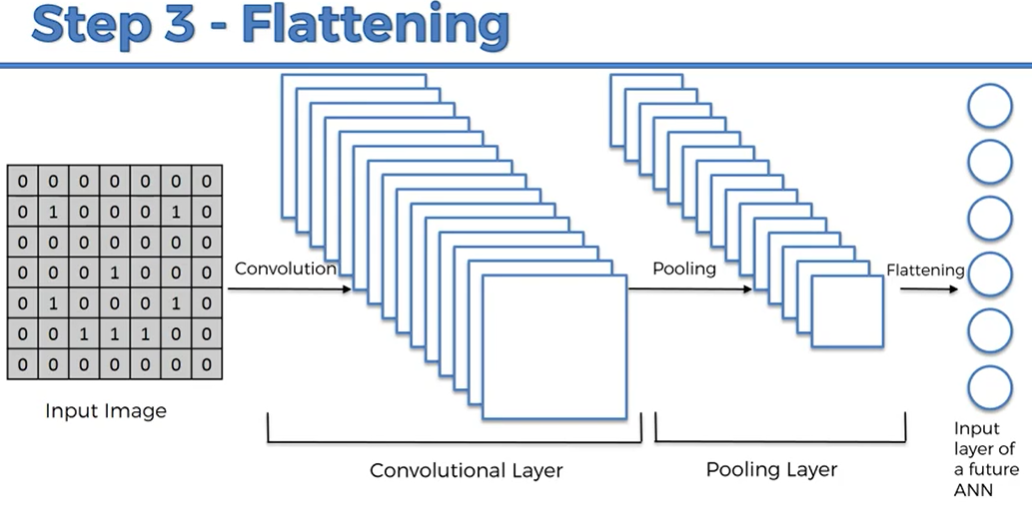 Step 3 - Flattening
0 0 0 0 0 0 0
0 1 0 0 0 1 0
0 0 0 0 0 0 0
0 0 0 1 0 0 0
0 1 0 0 0 1 0
0 0 1 1 1 0 0
0 0 0 0 0 0 0
Input Image
Convolution
Convolutional Layer
Pooling
Pooling Layer
Flattening
Input
layer of
a future
ANN